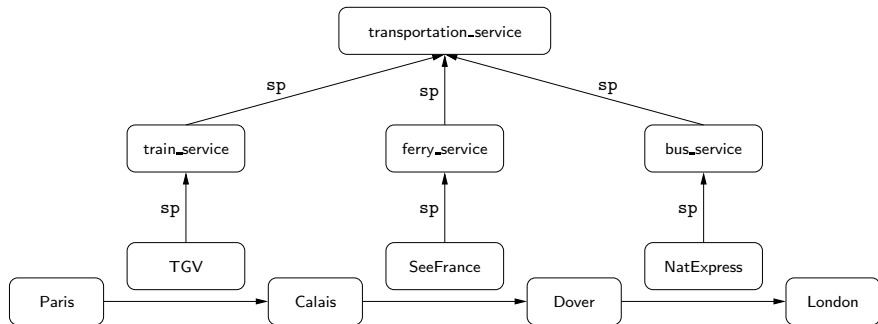 transportation_service
sp
sp
sp
train_service
ferry_service
bus_service
sp
sp
sp
TGV
SeeFrance
NatExpress
Paris
Calais
Dover
London